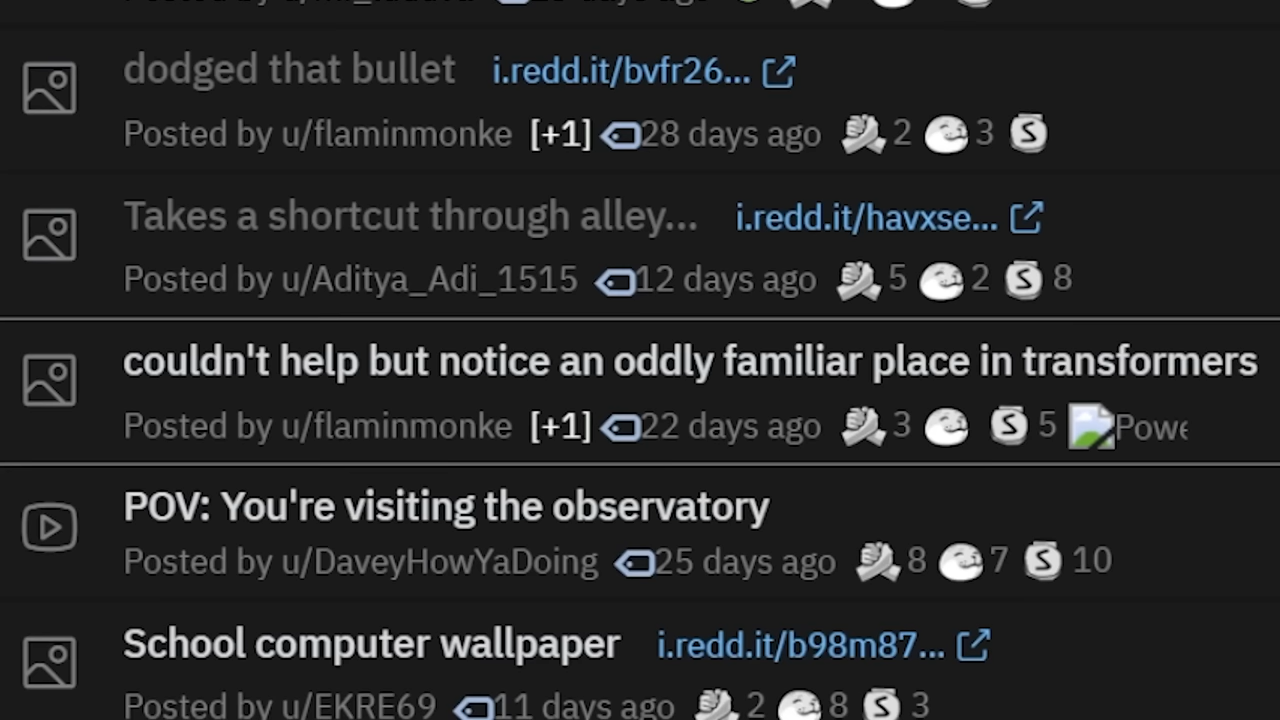 dodged that bullet i.redd.it/bvfr26...
Posted by u/flaminmonke [+1] 28 days ago 2 3 S
Takes a shortcut through alley... i.redd.it/havxse...
Posted by u/Aditya_Adi_1515 12 days ago 5 2 S 8
couldn't help but notice an oddly familiar place in transformers
Posted by u/flaminmonke [+1] 22 days ago 3 S 5 Powe
POV: You're visiting the observatory
Posted by u/DaveyHowYaDoing 25 days ago 8 7 S 10
School computer wallpaper i.redd.it/b98m87...
Posted by u/EKRE69 11 days ago 2 8 S 3